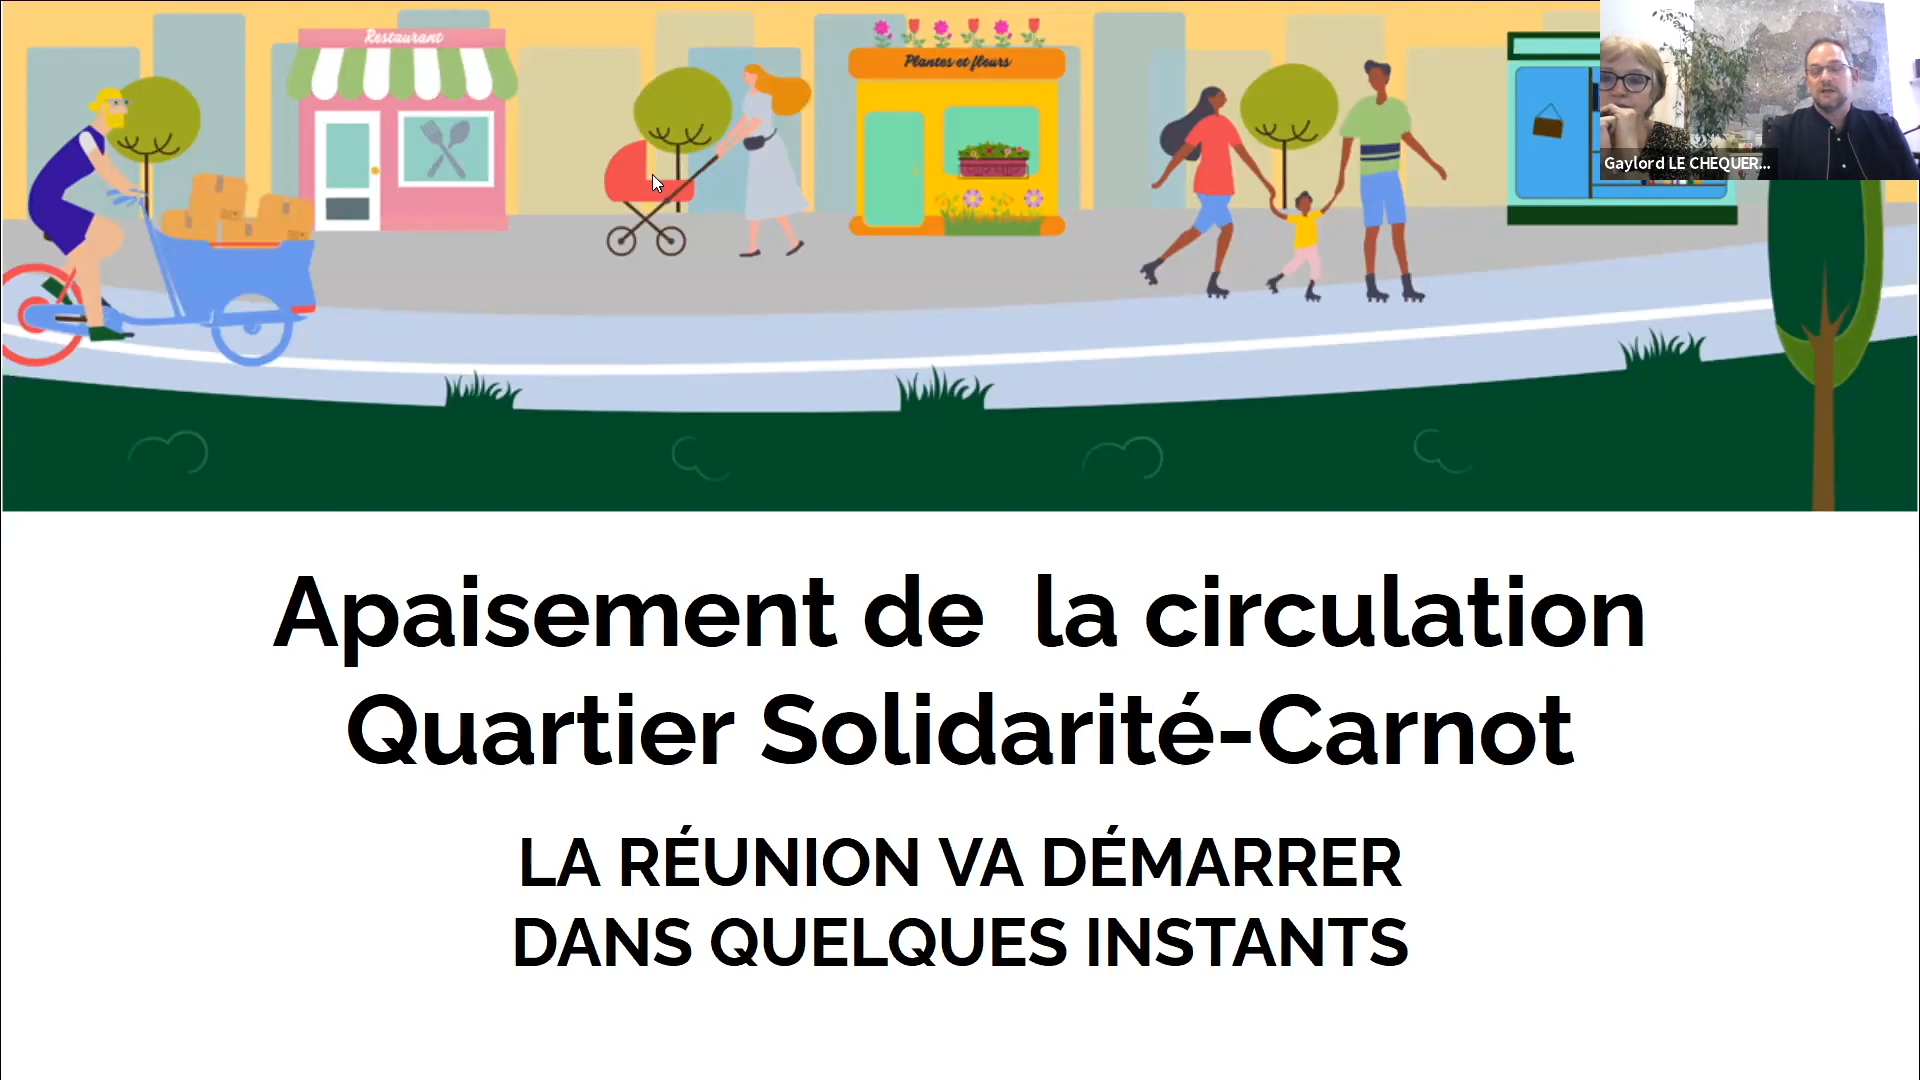 Restaurant
Plantes et fleurs
Gaylord LE CHEQUER...
Apaisement de  la circulation
Quartier Solidarité-Carnot
LA RÉUNION VA DÉMARRER
DANS QUELQUES INSTANTS